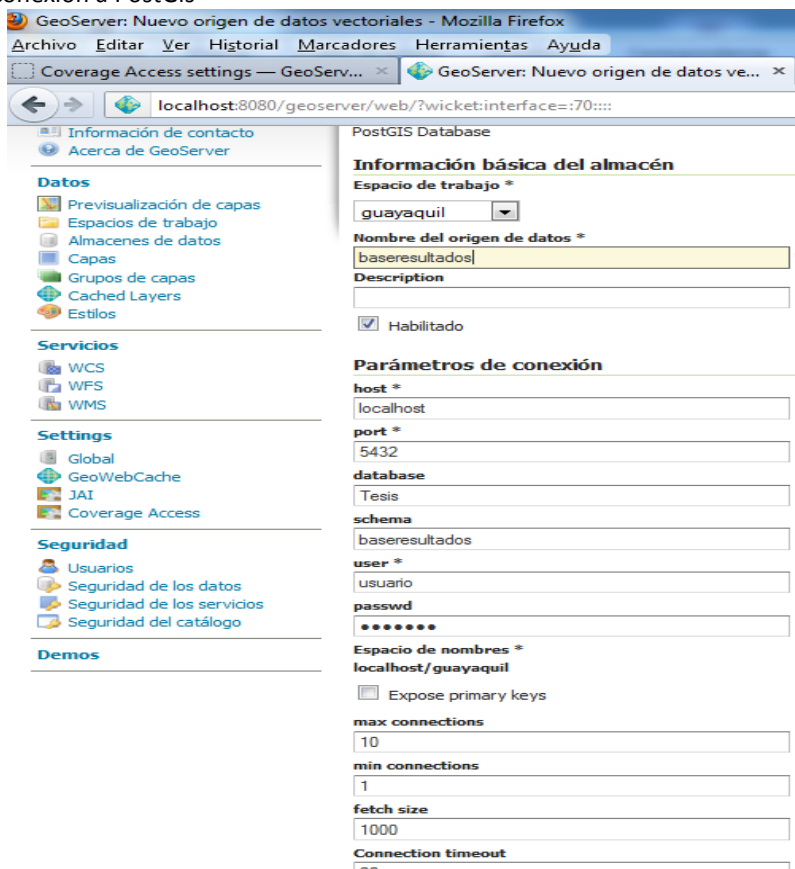 GeoServer: Nuevo origen de datos vectoriales - Mozilla Firefox
Archivo Editar Ver Historial Marcadores Herramientas Ayuda
Coverage Access settings — GeoServ... ×
GeoServer: Nuevo origen de datos ve... ×
localhost:8080/geoserver/web/?wicket:interface=:70::::
Información de contacto
Acerca de GeoServer
Datos
Previsualización de capas
Espacios de trabajo
Almacenes de datos
Capas
Grupos de capas
Cached Layers
Estilos
Servicios
WCS
WFS
WMS
Settings
Global
GeoWebCache
JAI
Coverage Access
Seguridad
Usuarios
Seguridad de los datos
Seguridad de los servicios
Seguridad del catálogo
Demos
PostGIS Database
Información básica del almacén
Espacio de trabajo *
guayaquil
Nombre del origen de datos *
baseresultados
Description
Habilitado
Parámetros de conexión
host *
localhost
port *
5432
database
Tesis
schema
baseresultados
user *
usuario
passwd
●●●●●●●
Espacio de nombres *
localhost/guayaquil
Expose primary keys
max connections
10
min connections
1
fetch size
1000
Connection timeout